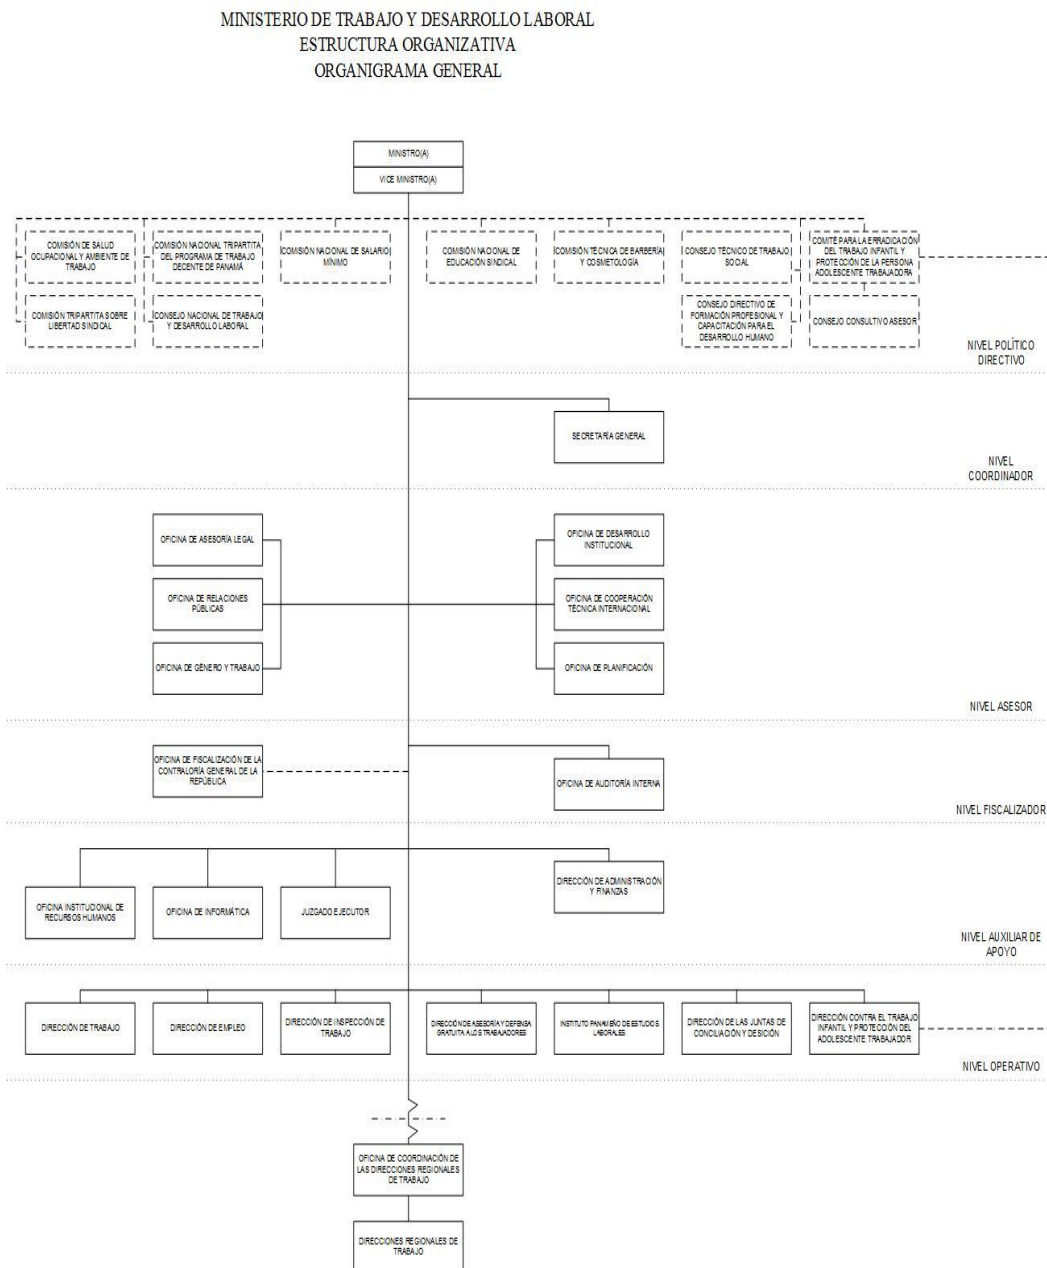 MINISTERIO DE TRABAJO Y DESARROLLO LABORAL
ESTRUCTURA ORGANIZATIVA
ORGANIGRAMA GENERAL
MINISTRO(A)
VICE MINISTRO(A)
COMISIÓN DE SALUD
OCUPACIONAL Y AMBIENTE DE
TRABAJO
COMISIÓN NACIONAL TRIPARTITA
DEL PROGRAMA DE TRABAJO
DECENTE DE PANAMÁ
COMISIÓN NACIONAL DE SALARIO
MÍNIMO
COMISIÓN NACIONAL DE
EDUCACIÓN SINDICAL
COMISIÓN TÉCNICA DE BARBERÍA
Y COSMETOLOGÍA
CONSEJO TÉCNICO DE TRABAJO
SOCIAL
COMITÉ PARA LA ERRADICACIÓN
DEL TRABAJO INFANTIL Y
PROTECCIÓN DE LA PERSONA
ADOLESCENTE TRABAJADORA
COMISIÓN TRIPARTITA SOBRE
LIBERTAD SINDICAL
CONSEJO NACIONAL DE TRABAJO
Y DESARROLLO LABORAL
CONSEJO DIRECTIVO DE
FORMACIÓN PROFESIONAL Y
CAPACITACIÓN PARA EL
DESARROLLO HUMANO
CONSEJO CONSULTIVO ASESOR
NIVEL POLÍTICO
DIRECTIVO
SECRETARÍA GENERAL
NIVEL
COORDINADOR
OFICINA DE ASESORÍA LEGAL
OFICINA DE DESARROLLO
INSTITUCIONAL
OFICINA DE RELACIONES
PÚBLICAS
OFICINA DE COOPERACIÓN
TÉCNICA INTERNACIONAL
OFICINA DE GÉNERO Y TRABAJO
OFICINA DE PLANIFICACIÓN
NIVEL ASESOR
OFICINA DE FISCALIZACIÓN DE LA
CONTRALORÍA GENERAL DE LA
REPÚBLICA
OFICINA DE AUDITORÍA INTERNA
NIVEL FISCALIZADOR
DIRECCIÓN DE ADMINISTRACIÓN
Y FINANZAS
OFICINA INSTITUCIONAL DE
RECURSOS HUMANOS
OFICINA DE INFORMÁTICA
JUZGADO EJECUTOR
NIVEL AUXILIAR DE
APOYO
DIRECCIÓN DE TRABAJO
DIRECCIÓN DE EMPLEO
DIRECCIÓN DE INSPECCIÓN DE
TRABAJO
DIRECCIÓN DE ASESORÍA Y DEFENSA
GRATUITA A LOS TRABAJADORES
INSTITUTO PANAMEÑO DE ESTUDIOS
LABORALES
DIRECCIÓN DE LAS JUNTAS DE
CONCILIACIÓN Y DESICIÓN
DIRECCIÓN CONTRA EL TRABAJO
INFANTIL Y PROTECCIÓN DEL
ADOLESCENTE TRABAJADOR
NIVEL OPERATIVO
OFICINA DE COORDINACIÓN DE
LAS DIRECCIONES REGIONALES
DE TRABAJO
DIRECCIONES REGIONALES DE
TRABAJO